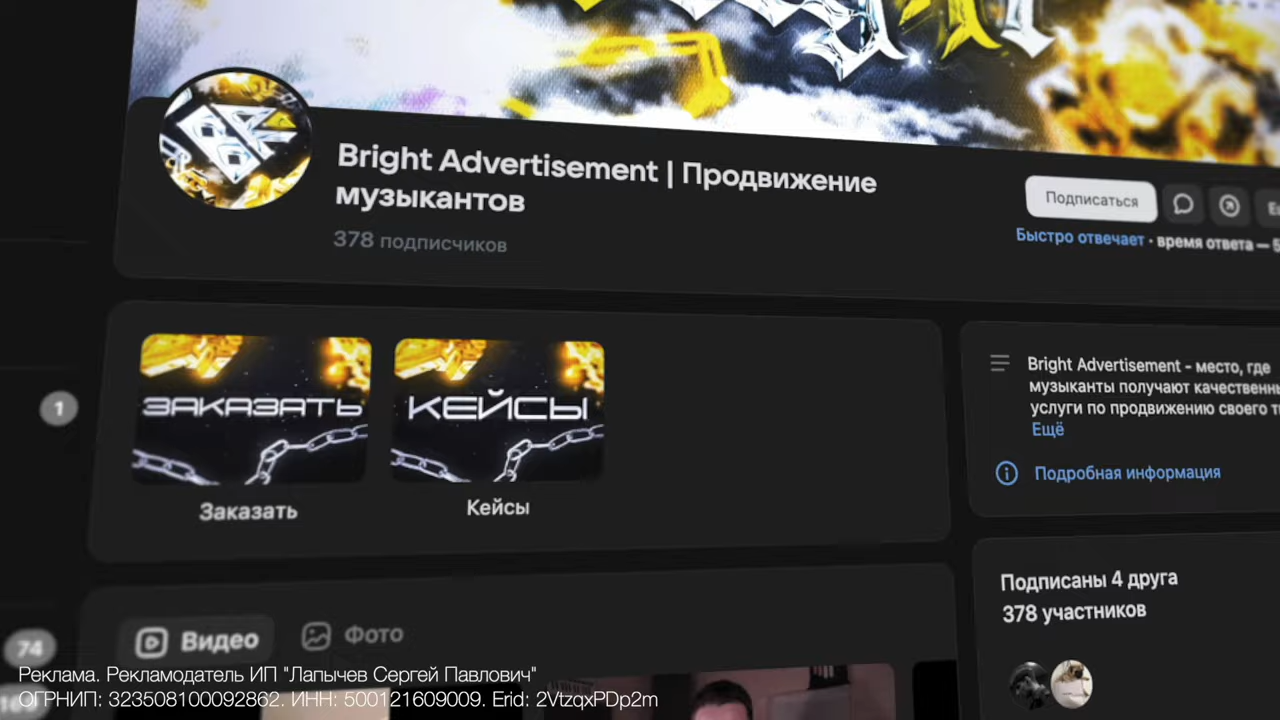 Bright Advertisement | Продвижение
музыкантов
378 подписчиков
Подписаться
Быстро отвечает · время ответа —
ЗАКАЗАТЬ
КЕЙСЫ
Заказать
Кейсы
1
Bright Advertisement - место, где
музыканты получают
услуги по продвижению своего
Ещё
Подробная информация
Подписаны 4 друга
378 участников
Видео
Фото
74
Реклама. Рекламодатель ИП "Лапычев Сергей Павлович"
ОГРНИП: 323508100092862. ИНН: 500121609009. Erid: 2VtzqxPDp2m